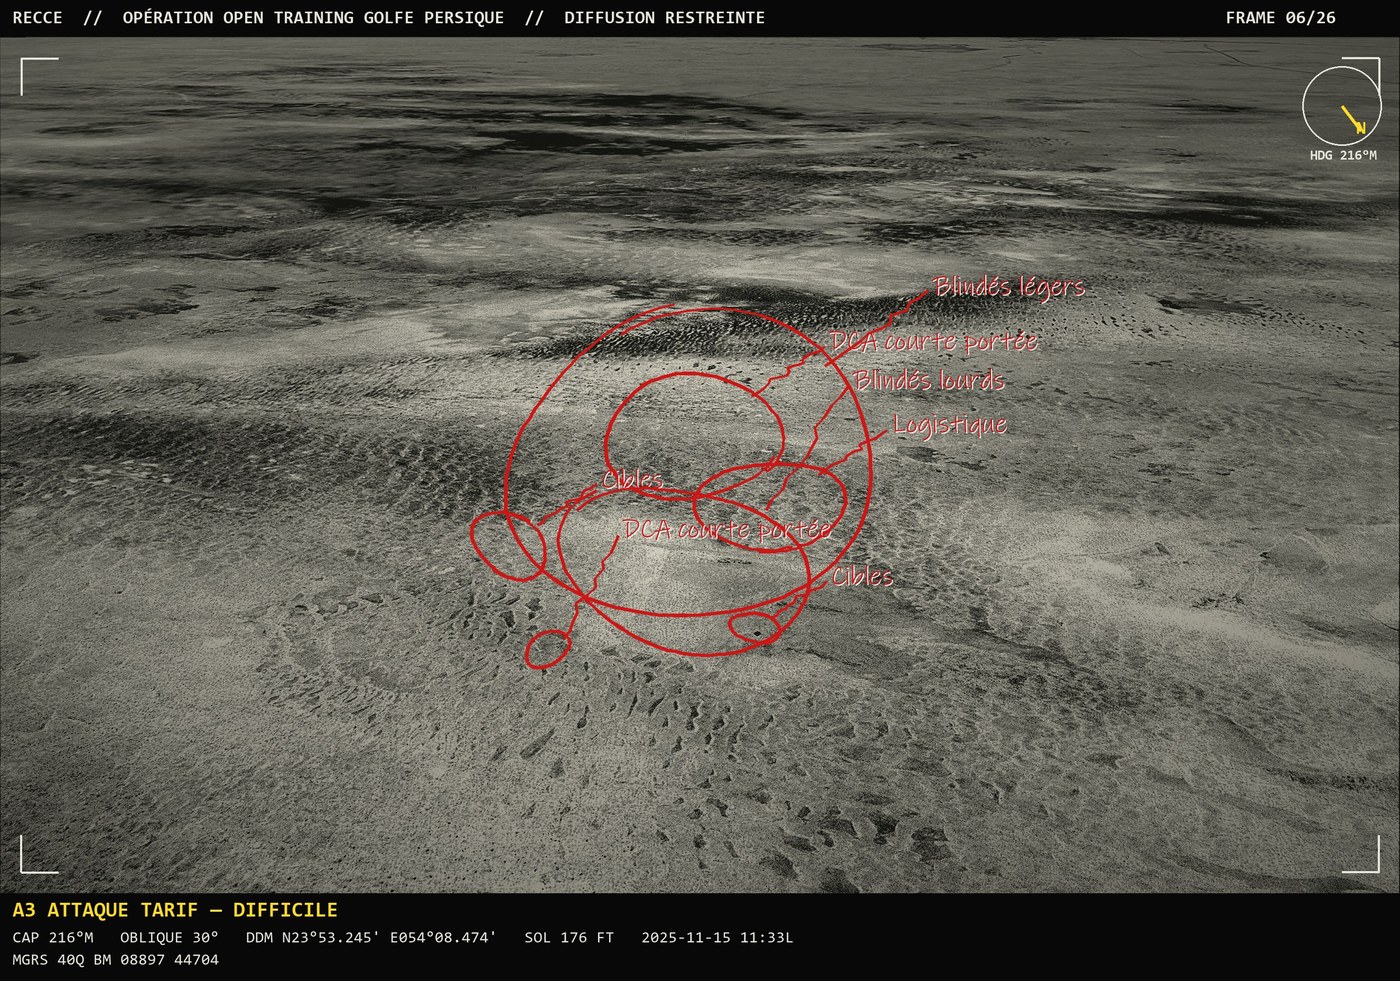 RECCE // OPÉRATION OPEN TRAINING GOLFE PERSIQUE // DIFFUSION RESTREINTE
FRAME 06/26
N
HDG 216°M
Blindés légers
DCA courte portée
Blindés lourds
Logistique
Cibles
DCA courte portée
Cibles
A3 ATTAQUE TARIF — DIFFICILE
CAP 216°M OBLIQUE 30° DDM N23°53.245' E054°08.474' SOL 176 FT 2025-11-15 11:33L
MGRS 40Q BM 08897 44704